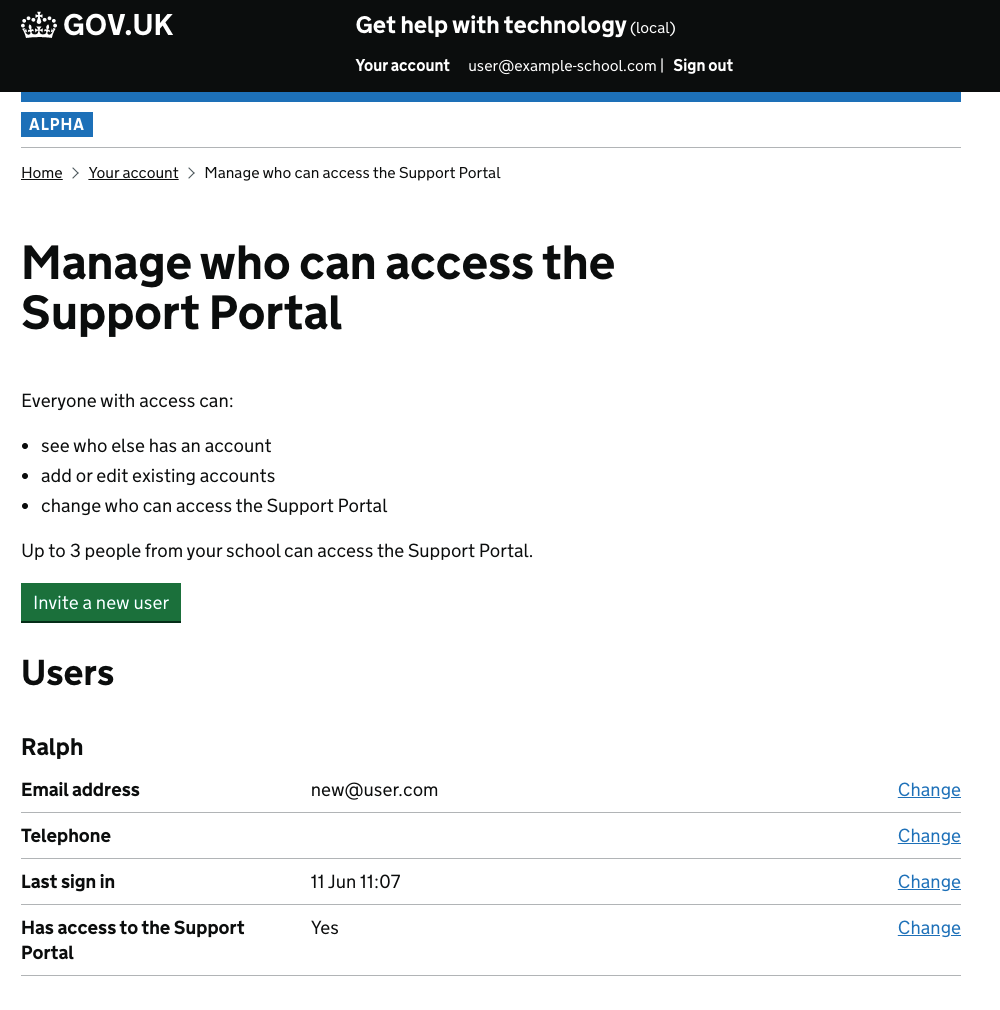 GOV.UK
Get help with technology (local)
Your account user@example-school.com | Sign out
ALPHA
Home > Your account > Manage who can access the Support Portal
Manage who can access the
Support Portal
Everyone with access can:
• see who else has an account
• add or edit existing accounts
• change who can access the Support Portal
Up to 3 people from your school can access the Support Portal.
Invite a new user
Users
Ralph
Email address new@user.com Change
Telephone Change
Last sign in 11 Jun 11:07 Change
Has access to the Support Yes Change
Portal